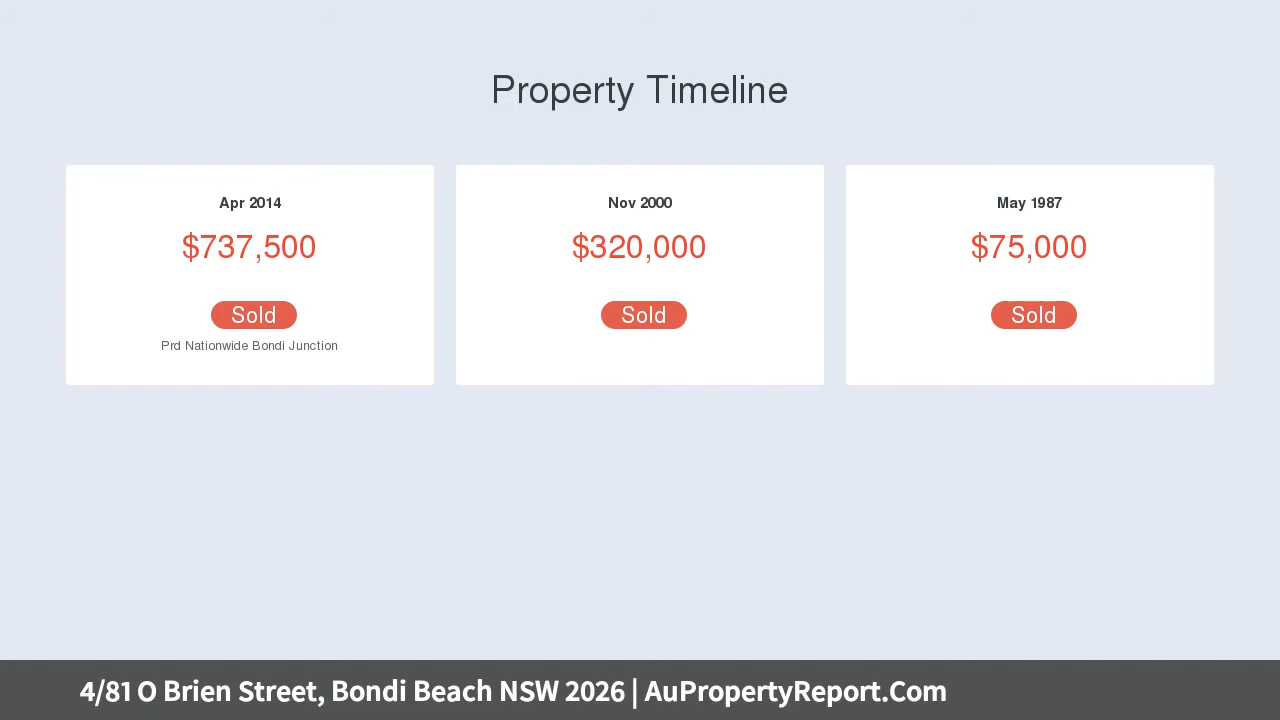 Property Timeline
Apr 2014
$737,500
Sold
Prd Nationwide Bondi Junction
Nov 2000
$320,000
Sold
May 1987
$75,000
Sold
4/81 O Brien Street, Bondi Beach NSW 2026 | AuPropertyReport.Com